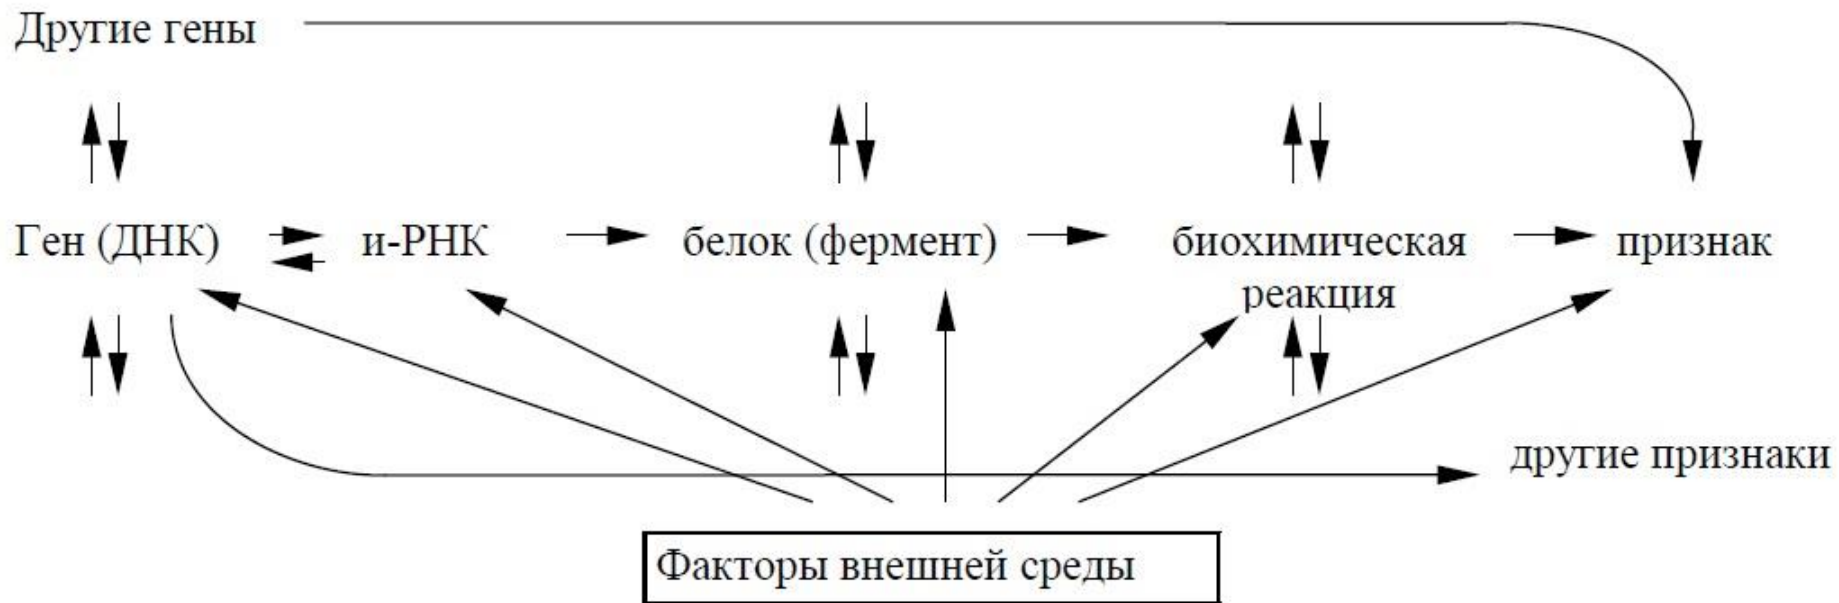 Другие гены
Ген (ДНК) и-РНК белок (фермент) биохимическая признак
реакция
другие признаки
Факторы внешней среды